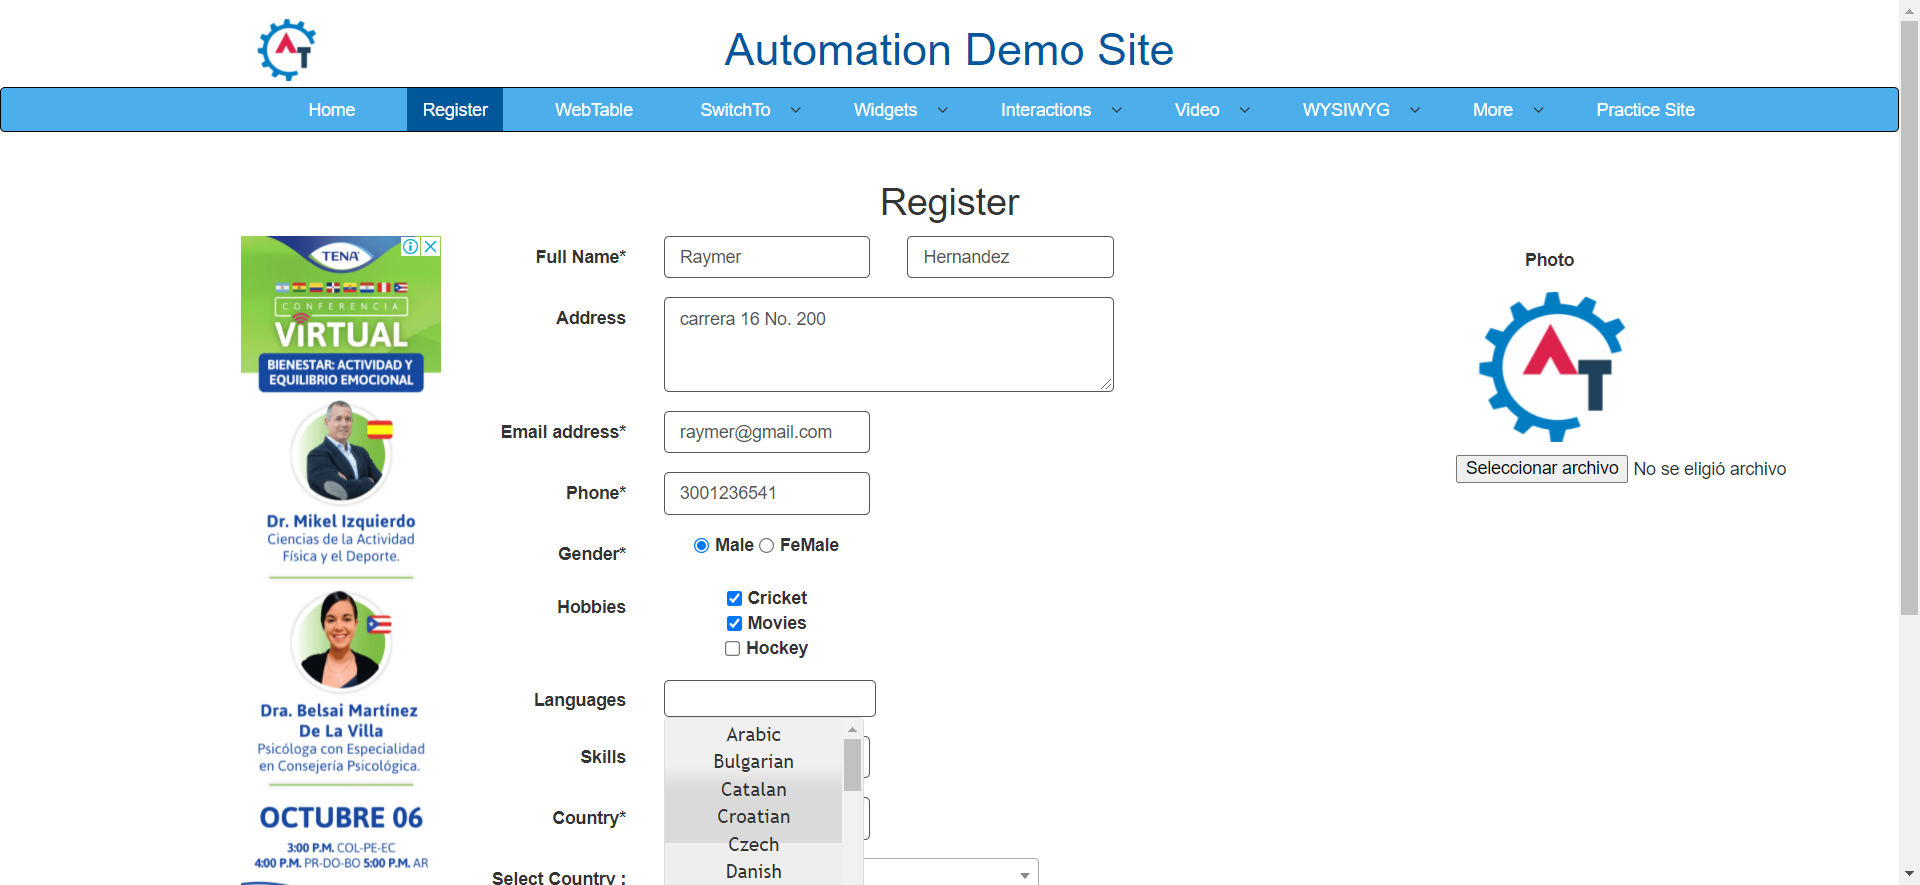 AT
Automation Demo Site
Home Register WebTable SwitchTo Widgets Interactions Video WYSIWYG More Practice Site
Register
TENA
CONFERENCIA
VIRTUAL
BIENESTAR: ACTIVIDAD Y
EQUILIBRIO EMOCIONAL
Dr. Mikel Izquierdo
Ciencias de la Actividad
Física y el Deporte.
Dra. Belsai Martínez
De La Villa
Psicóloga con Especialidad
en Consejería Psicológica.
OCTUBRE 06
3:00 P.M. COL-PE-EC
4:00 P.M. PR-DO-BO 5:00 P.M. AR
Full Name* Raymer Hernandez
Address carrera 16 No. 200
Email address* raymer@gmail.com
Phone* 3001236541
Gender* Male FeMale
Hobbies Cricket
Movies
Hockey
Languages
Arabic
Skills Bulgarian
Catalan
Country* Croatian
Czech
Danish
Select Country :
Photo
AT
Seleccionar archivo No se eligió archivo